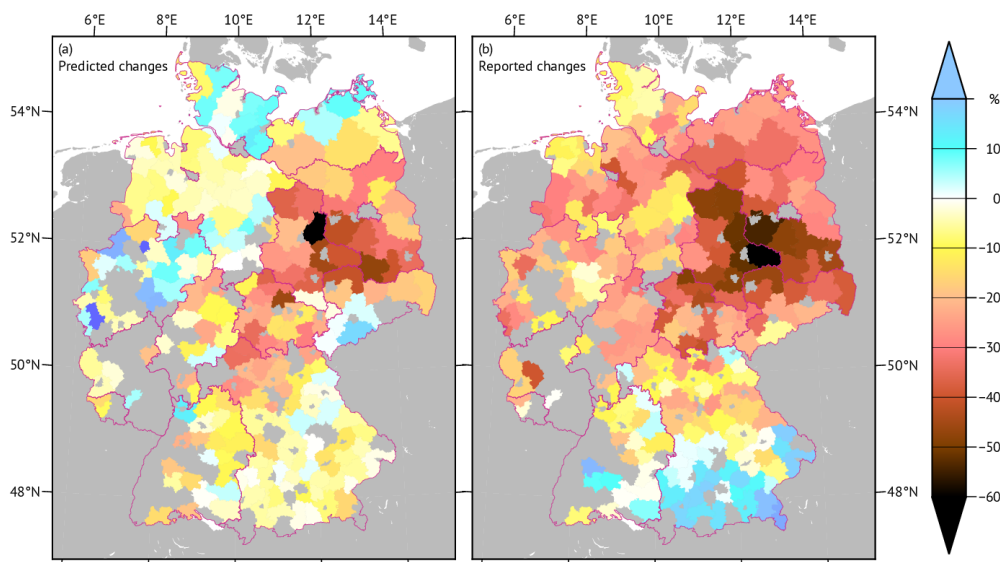 6°E 8°E 10°E 12°E 14°E 6°E 8°E 10°E 12°E 14°E
(a) (b)
Predicted changes Reported changes
%
54°N 54°N
10
0
52°N 52°N
−10
−20
50°N 50°N
−30
−40
−50
48°N 48°N
−60